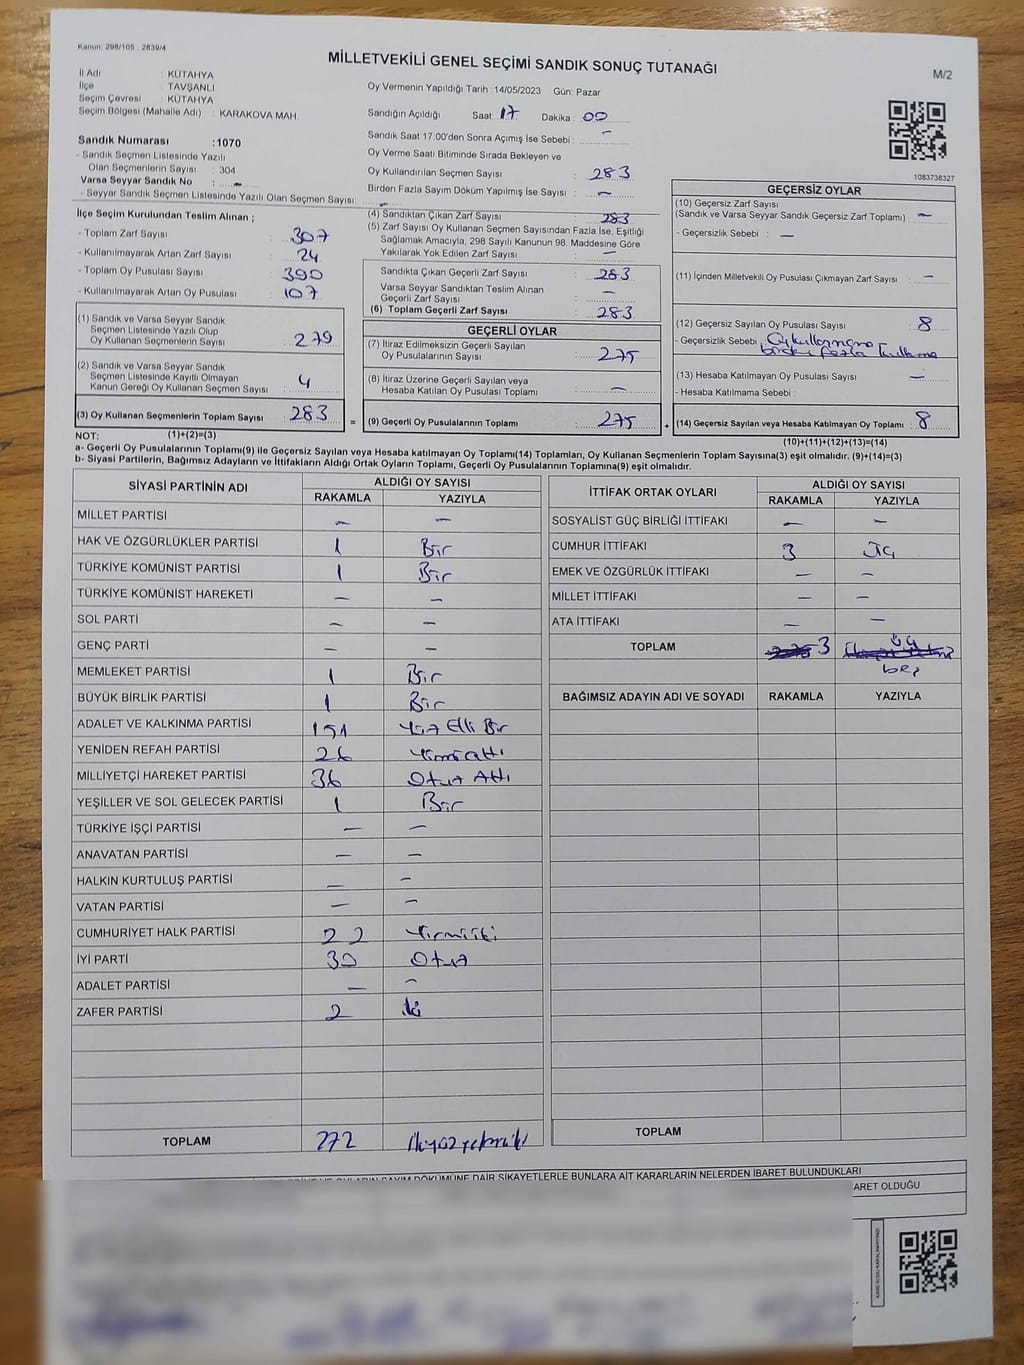 Kanun, 298/105 , 2839/4
MİLLETVEKİLİ GENEL SEÇİMİ SANDIK SONUÇ TUTANAĞI
M/2
İl Adı : KÜTAHYA
İlçe : TAVŞANLI
Seçim Çevresi : KÜTAHYA
Seçim Bölgesi (Mahalle Adı) : KARAKOVA MAH.
Oy Vermenin Yapıldığı Tarih :14/05/2023 Gün: Pazar
Sandığın Açıldığı Saat: 17 Dakika : 00
Sandık Saat 17:00'den Sonra Açımış İse Sebebi : –
Sandık Numarası :1070
- Sandık Seçmen Listesinde Yazılı
Olan Seçmenlerin Sayısı : 304
Varsa Seyyar Sandık No : –
- Seyyar Sandık Seçmen Listesinde Yazılı Olan Seçmen Sayısı: –
Oy Verme Saati Bitiminde Sırada Bekleyen ve
Oy Kullandırılan Seçmen Sayısı : 283
Birden Fazla Sayım Döküm Yapılmış İse Sayısı : –
1083738327
İlçe Seçim Kurulundan Teslim Alınan ;
- Toplam Zarf Sayısı : 307
- Kullanılmayarak Artan Zarf Sayısı : 24
- Toplam Oy Pusulası Sayısı : 390
- Kullanılmayarak Artan Oy Pusulası : 107
(1) Sandık ve Varsa Seyyar Sandık
Seçmen Listesinde Yazılı Olup
Oy Kullanan Seçmenlerin Sayısı : 279
(2) Sandık ve Varsa Seyyar Sandık
Seçmen Listesinde Kayıtlı Olmayan
Kanun Gereği Oy Kullanan Seçmen Sayısı : 4
(3) Oy Kullanan Seçmenlerin Toplam Sayısı : 283
(1)+(2)=(3)
(4) Sandıktan Çıkan Zarf Sayısı : 283
(5) Zarf Sayısı Oy Kullanan Seçmen Sayısından Fazla İse, Eşitliği
Sağlamak Amacıyla, 298 Sayılı Kanunun 98. Maddesine Göre
Yakılarak Yok Edilen Zarf Sayısı : –
Sandıkta Çıkan Geçerli Zarf Sayısı : 283
Varsa Seyyar Sandıktan Teslim Alınan
Geçerli Zarf Sayısı : –
(6) Toplam Geçerli Zarf Sayısı : 283
GEÇERLİ OYLAR
(7) İtiraz Edilmeksizin Geçerli Sayılan
Oy Pusulalarının Sayısı : 275
(8) İtiraz Üzerine Geçerli Sayılan veya
Hesaba Katılan Oy Pusulası Toplamı : –
= (9) Geçerli Oy Pusulalarının Toplamı : 275
GEÇERSİZ OYLAR
(10) Geçersiz Zarf Sayısı
(Sandık ve Varsa Seyyar Sandık Geçersiz Zarf Toplamı) : –
- Geçersizlik Sebebi : –
(11) İçinden Milletvekili Oy Pusulası Çıkmayan Zarf Sayısı : –
(12) Geçersiz Sayılan Oy Pusulası Sayısı : 8
- Geçersizlik Sebebi : Oy kullanmama
birden fazla kullanma
(13) Hesaba Katılmayan Oy Pusulası Sayısı : –
- Hesaba Katılmama Sebebi :
+ (14) Geçersiz Sayılan veya Hesaba Katılmayan Oy Toplamı : 8
(10)+(11)+(12)+(13)=(14)
NOT:
a- Geçerli Oy Pusulalarının Toplamı(9) ile Geçersiz Sayılan veya Hesaba katılmayan Oy Toplamı(14) Toplamları, Oy Kullanan Seçmenlerin Toplam Sayısına(3) eşit olmalıdır. (9)+(14)=(3)
b- Siyasi Partilerin, Bağımsız Adayların ve İttifakların Aldığı Ortak Oyların Toplamı, Geçerli Oy Pusulalarının Toplamına(9) eşit olmalıdır.
SİYASİ PARTİNİN ADI ALDIĞI OY SAYISI
RAKAMLA YAZIYLA
MİLLET PARTİSİ – –
HAK VE ÖZGÜRLÜKLER PARTİSİ 1 Bir
TÜRKİYE KOMÜNİST PARTİSİ 1 Bir
TÜRKİYE KOMÜNİST HAREKETİ – –
SOL PARTİ – –
GENÇ PARTİ – –
MEMLEKET PARTİSİ 1 Bir
BÜYÜK BİRLİK PARTİSİ 1 Bir
ADALET VE KALKINMA PARTİSİ 151 Yüz Elli Bir
YENİDEN REFAH PARTİSİ 26 Yirmi altı
MİLLİYETÇİ HAREKET PARTİSİ 36 Otuz Altı
YEŞİLLER VE SOL GELECEK PARTİSİ 1 Bir
TÜRKİYE İŞÇİ PARTİSİ – –
ANAVATAN PARTİSİ – –
HALKIN KURTULUŞ PARTİSİ – –
VATAN PARTİSİ – –
CUMHURİYET HALK PARTİSİ 22 Yirmi iki
İYİ PARTİ 30 Otuz
ADALET PARTİSİ – –
ZAFER PARTİSİ 2 iki
TOPLAM 272 ikiyüz yetmiş iki
İTTİFAK ORTAK OYLARI ALDIĞI OY SAYISI
RAKAMLA YAZIYLA
SOSYALİST GÜÇ BİRLİĞİ İTTİFAKI – –
CUMHUR İTTİFAKI 3 Üç
EMEK VE ÖZGÜRLÜK İTTİFAKI – –
MİLLET İTTİFAKI – –
ATA İTTİFAKI – –
TOPLAM 3 üç
beş
BAĞIMSIZ ADAYIN ADI VE SOYADI RAKAMLA YAZIYLA
TOPLAM
DÖKÜMÜNE DAİR ŞİKAYETLERLE BUNLARA AİT KARARLARIN NELERDEN İBARET BULUNDUKLARI
ARET OLDUĞU